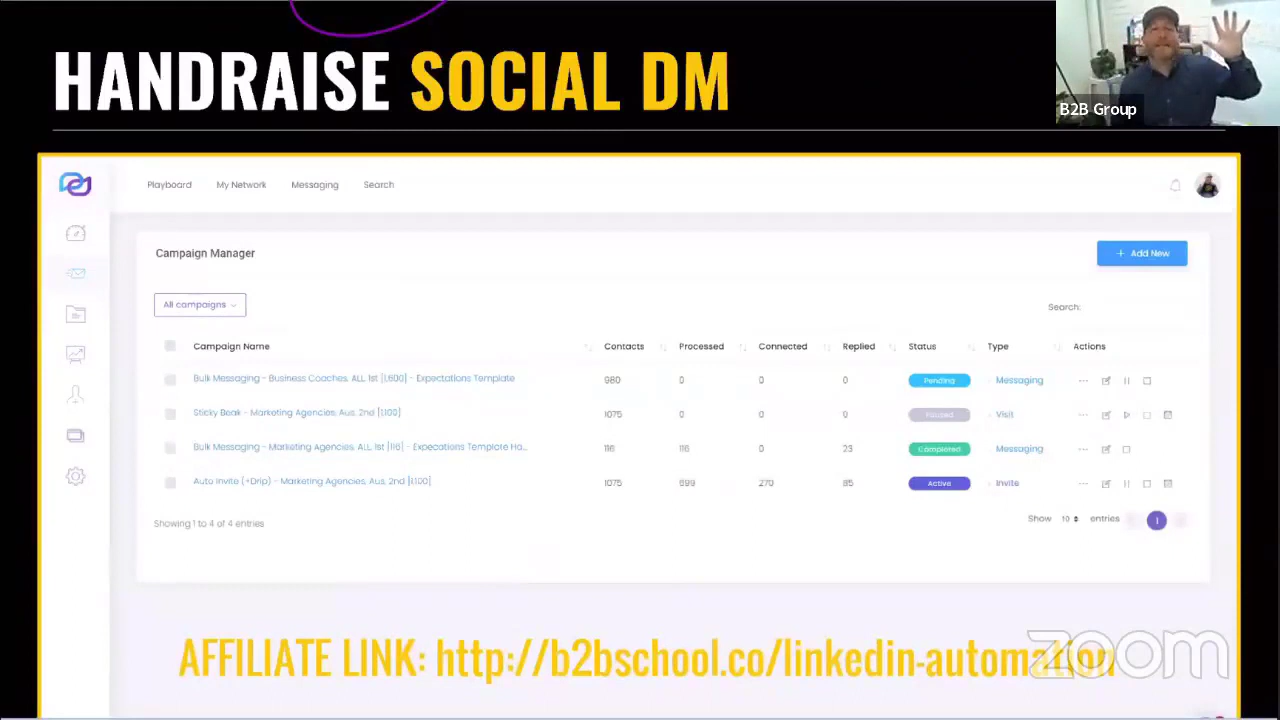 HANDRAISE SOCIAL DM
B2B Group
Playboard My Network Messaging Search
Campaign Manager
+ Add New
All campaigns
Search:
Campaign Name Contacts Processed Connected Replied Status Type Actions
Bulk Messaging - Business Coaches, ALL, 1st [1,600] - Expectations Template 980 0 0 0 Pending Messaging
Sticky Beak - Marketing Agencies, Aus, 2nd [1,100] 1075 0 0 0 Paused Visit
Bulk Messaging - Marketing Agencies, ALL, 1st [116] - Expecations Template Ha... 116 116 0 23 Completed Messaging
Auto Invite (+Drip) - Marketing Agencies, Aus, 2nd [1,100] 1075 699 270 85 Active Invite
Showing 1 to 4 of 4 entries
Show 10 entries 1
AFFILIATE LINK: http://b2bschool.co/linkedin-automation
zoom